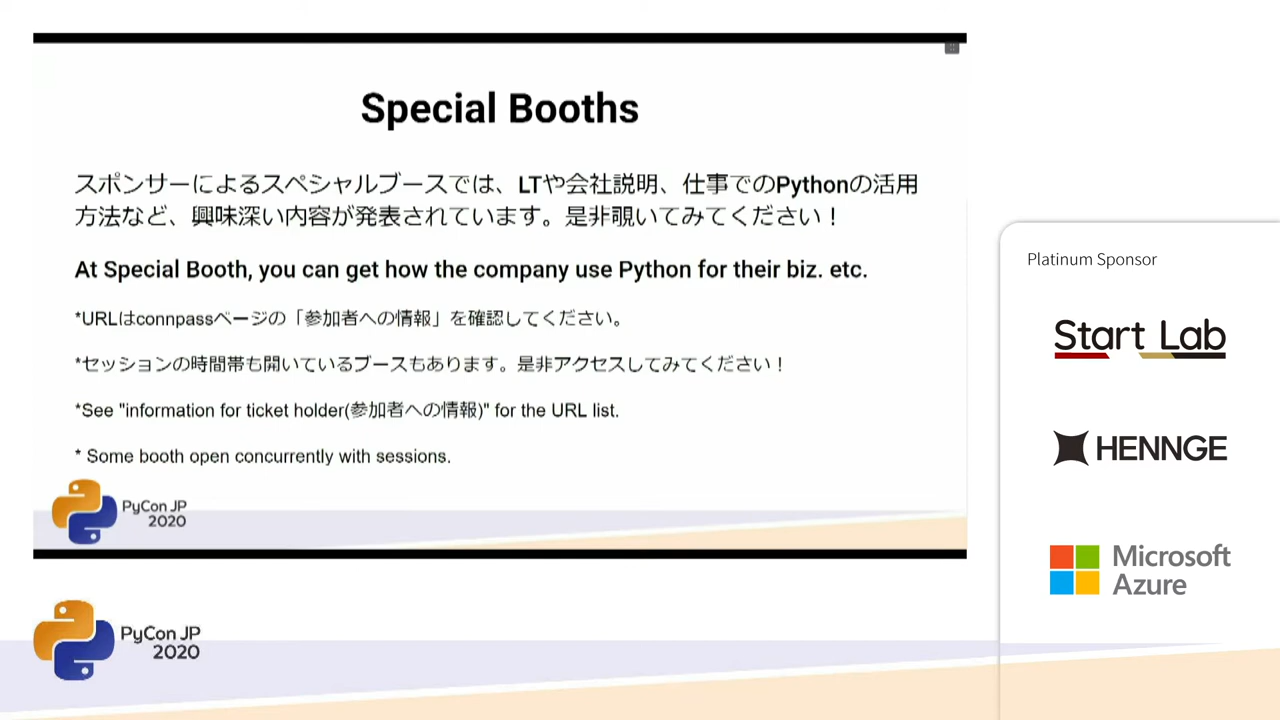 Special Booths
スポンサーによるスペシャルブースでは、LTや会社説明、仕事でのPythonの活用
方法など、興味深い内容が発表されています。是非覗いてみてください！
At Special Booth, you can get how the company use Python for their biz. etc.
*URLはconnpassページの「参加者への情報」を確認してください。
*セッションの時間帯も開いているブースもあります。是非アクセスしてみてください！
*See "information for ticket holder(参加者への情報)" for the URL list.
* Some booth open concurrently with sessions.
PyCon JP
2020
Platinum Sponsor
Start Lab
HENNGE
Microsoft
Azure
PyCon JP
2020